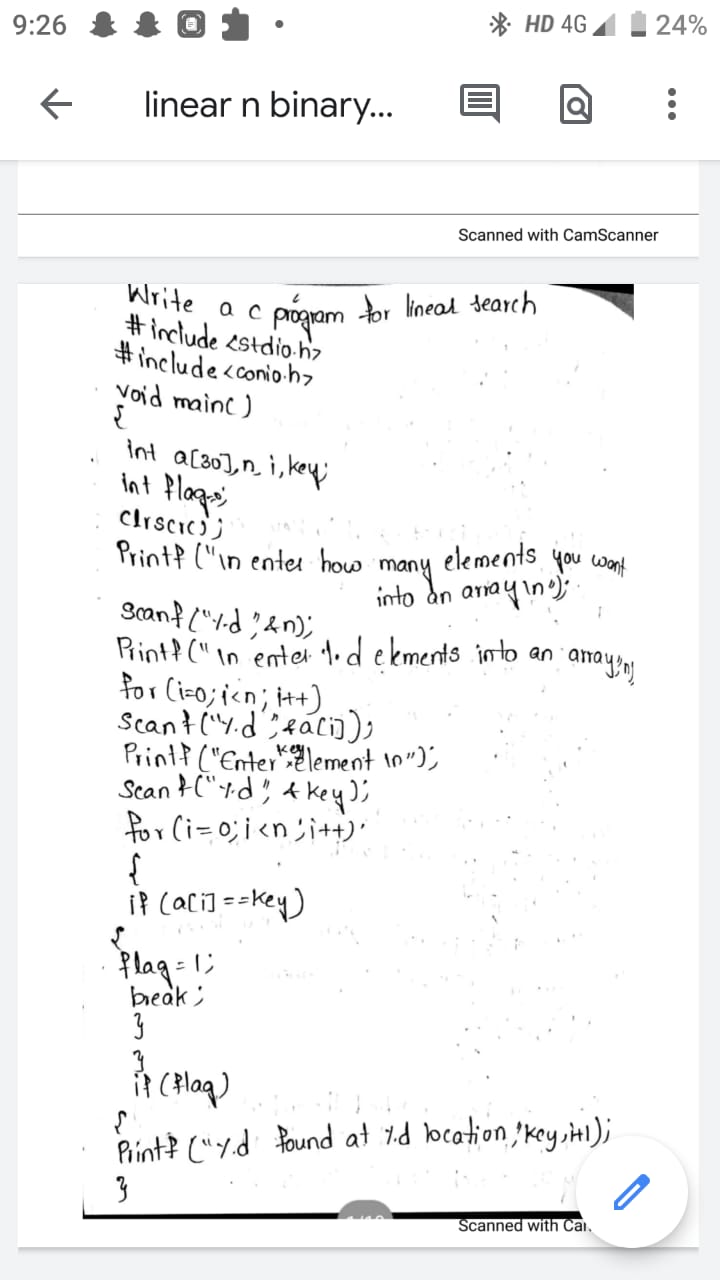 9:26 HD 4G 24%
linear n binary...
Scanned with CamScanner
Write a c program for linear search
#include <stdio.h>
#include <conio.h>
void main()
{
int a[30],n i,key;
int flag=0;
clrscr();
Printf ("\n enter how many elements you want
into an array\n");
Scanf ("%d",&n);
Printf ("\n enter %d elements into an array",n)
for (i=0;i<n;i++)
Scanf ("%d",&a[i]);
Printf ("Enter key element \n");
Scanf ("%d", &key);
for (i=0;i<n;i++)
{
if (a[i]==key)
{
flag=1;
break;
}
}
if (flag)
{
Printf ("%d found at %d location,"key,i+1);
}
Scanned with Ca